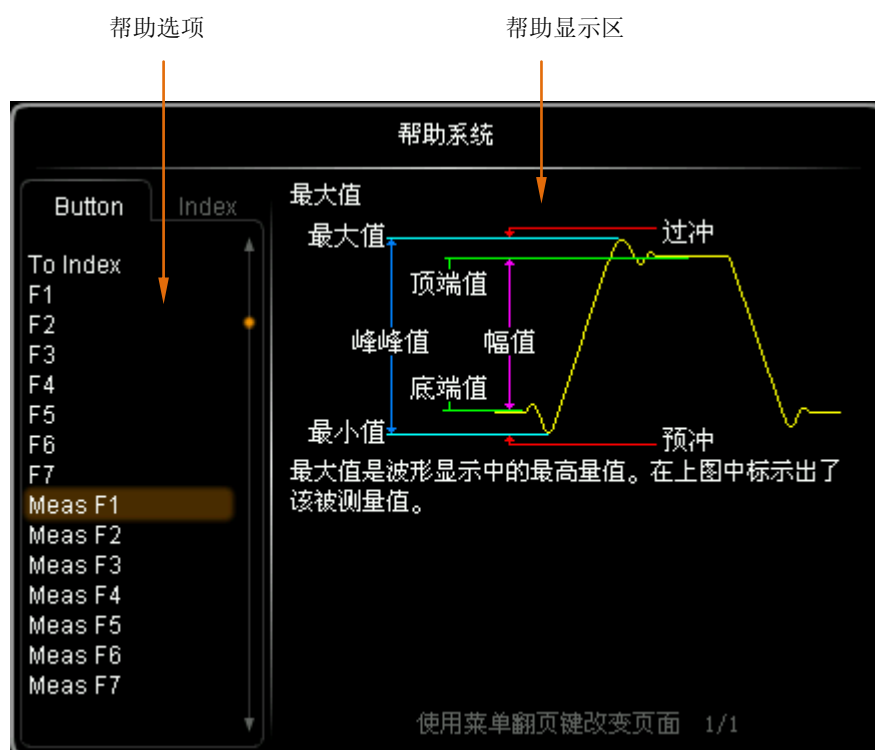 帮助选项
帮助显示区
帮助系统
Button
Index
To Index
F1
F2
F3
F4
F5
F6
F7
Meas F1
Meas F2
Meas F3
Meas F4
Meas F5
Meas F6
Meas F7
最大值
最大值
过冲
顶端值
峰峰值
幅值
底端值
最小值
预冲
最大值是波形显示中的最高量值。在上图中标示出了
该被测量值。
使用菜单翻页键改变页面 1/1